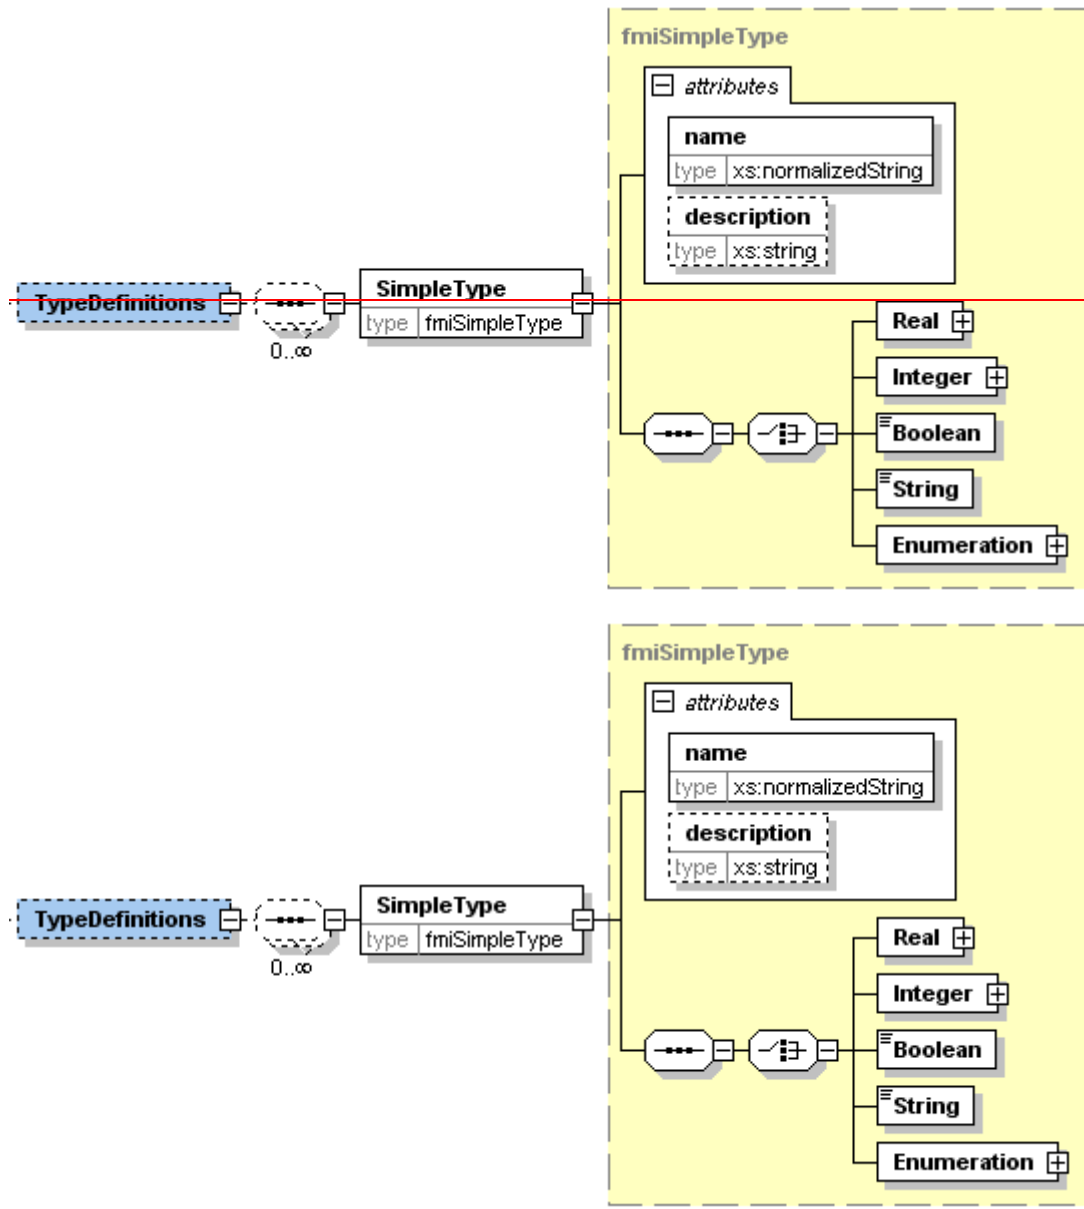 fmiSimpleType
attributes
name
type xs:normalizedString
description
type xs:string
TypeDefinitions
0..∞
SimpleType
type fmiSimpleType
Real
Integer
Boolean
String
Enumeration
fmiSimpleType
attributes
name
type xs:normalizedString
description
type xs:string
TypeDefinitions
0..∞
SimpleType
type fmiSimpleType
Real
Integer
Boolean
String
Enumeration